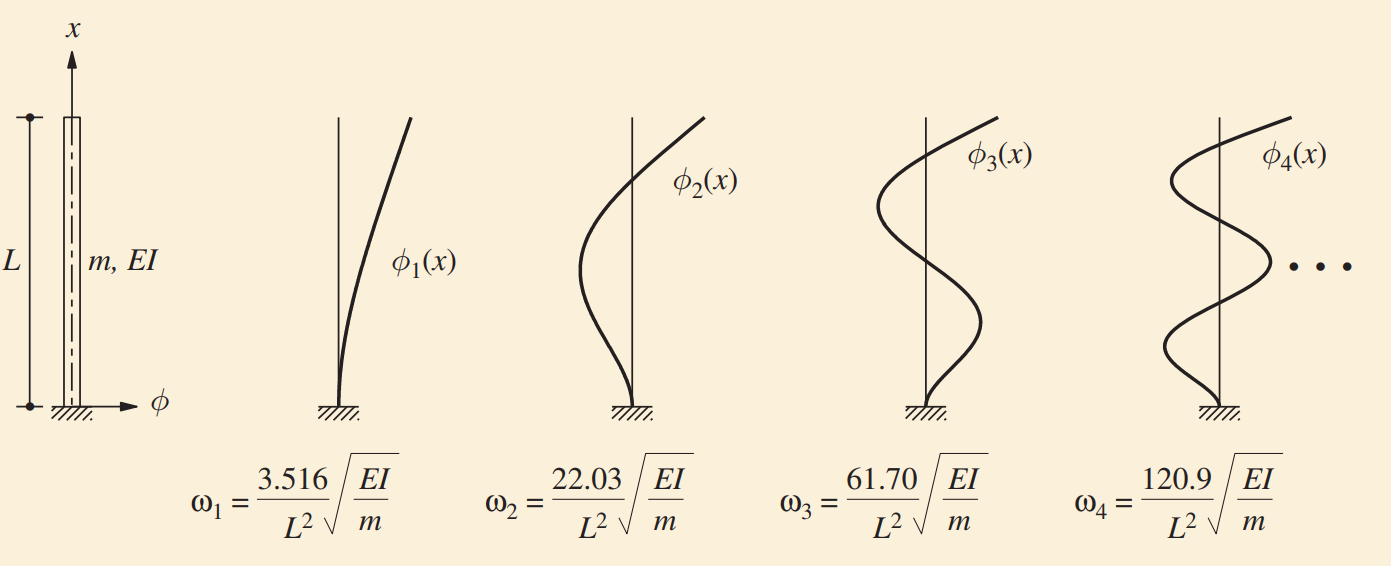 x
L
m, EI
ϕ
ϕ₁(x)
ϕ₂(x)
ϕ₃(x)
ϕ₄(x)
• • •
ω₁ = 3.516/L² √(EI/m)
ω₂ = 22.03/L² √(EI/m)
ω₃ = 61.70/L² √(EI/m)
ω₄ = 120.9/L² √(EI/m)